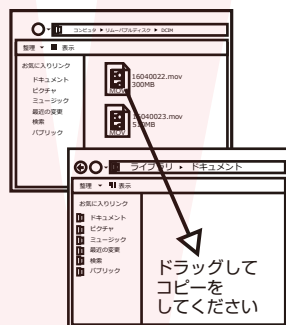 コンピュタ ▶ リムーバブルディスク ▶ DCIM
整理 ▼ 表示
お気に入りリンク
ドキュメント
ピクチャ
ミュージック
最近の変更
検索
パブリック
16040022.mov
300MB
MOV
16040023.mov
510MB
MOV
ライブラリ ▸ ドキュメント
整理 ▼ 表示
お気に入りリンク
ドキュメント
ピクチャ
ミュージック
最近の変更
検索
パブリック
ドラッグして
コピーを
してください